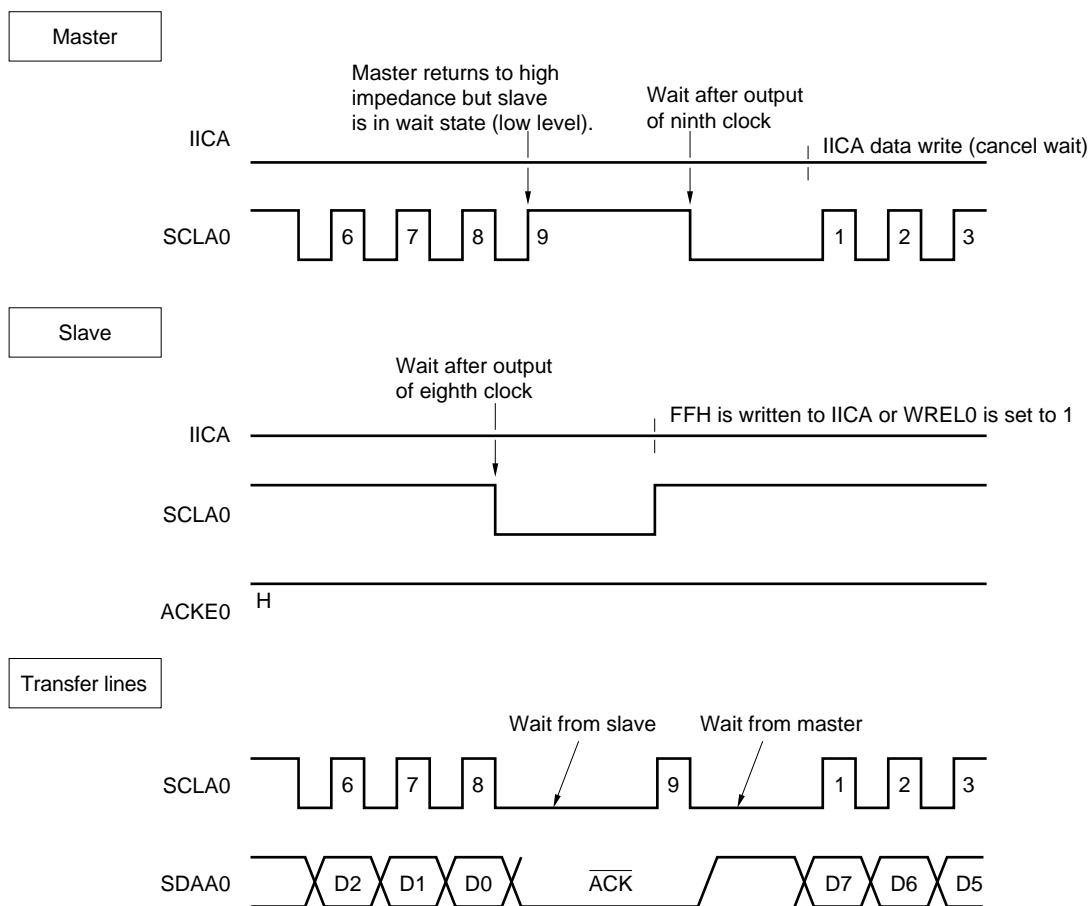 Master
Master returns to high
impedance but slave
is in wait state (low level).
Wait after output
of ninth clock
IICA
IICA data write (cancel wait)
SCLA0
6 7 8 9 1 2 3
Slave
Wait after output
of eighth clock
FFH is written to IICA or WREL0 is set to 1
IICA
SCLA0
H
ACKE0
Transfer lines
Wait from slave Wait from master
SCLA0
6 7 8 9 1 2 3
SDAA0
D2 D1 D0 ACK D7 D6 D5